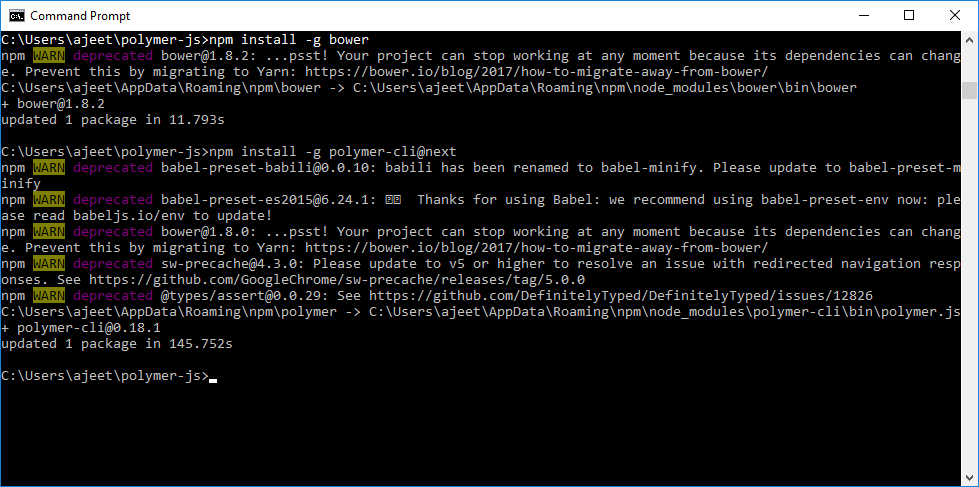 Command Prompt
C:\Users\ajeet\polymer-js>npm install -g bower
npm WARN deprecated bower@1.8.2: ...psst! Your project can stop working at any moment because its dependencies can chang
e. Prevent this by migrating to Yarn: https://bower.io/blog/2017/how-to-migrate-away-from-bower/
C:\Users\ajeet\AppData\Roaming\npm\bower -> C:\Users\ajeet\AppData\Roaming\npm\node_modules\bower\bin\bower
+ bower@1.8.2
updated 1 package in 11.793s
C:\Users\ajeet\polymer-js>npm install -g polymer-cli@next
npm WARN deprecated babel-preset-babili@0.0.10: babili has been renamed to babel-minify. Please update to babel-preset-m
inify
npm WARN deprecated babel-preset-es2015@6.24.1: Thanks for using Babel: we recommend using babel-preset-env now: ple
ase read babeljs.io/env to update!
npm WARN deprecated bower@1.8.0: ...psst! Your project can stop working at any moment because its dependencies can chang
e. Prevent this by migrating to Yarn: https://bower.io/blog/2017/how-to-migrate-away-from-bower/
npm WARN deprecated sw-precache@4.3.0: Please update to v5 or higher to resolve an issue with redirected navigation resp
onses. See https://github.com/GoogleChrome/sw-precache/releases/tag/5.0.0
npm WARN deprecated @types/assert@0.0.29: See https://github.com/DefinitelyTyped/DefinitelyTyped/issues/12826
C:\Users\ajeet\AppData\Roaming\npm\polymer -> C:\Users\ajeet\AppData\Roaming\npm\node_modules\polymer-cli\bin\polymer.js
+ polymer-cli@0.18.1
updated 1 package in 145.752s
C:\Users\ajeet\polymer-js>